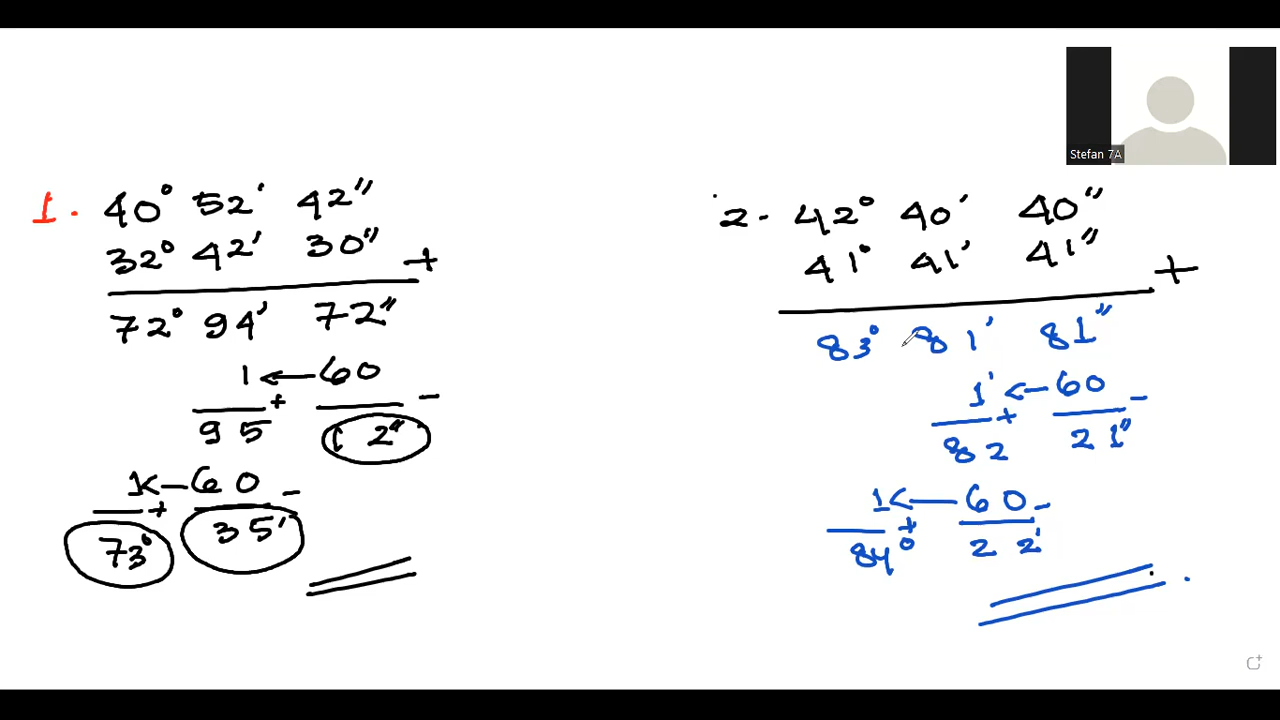 Stefan 7A
1. 40° 52' 42"
32° 42' 30" +
72° 94' 72"
1 ← 60 -
+
95 12"
1 ← 60 -
+
73° 35'
2- 42° 40' 40"
41° 41' 41" +
83° 81' 81"
1' ← 60 -
+
82 21"
1 ← 60 -
+
84° 22'